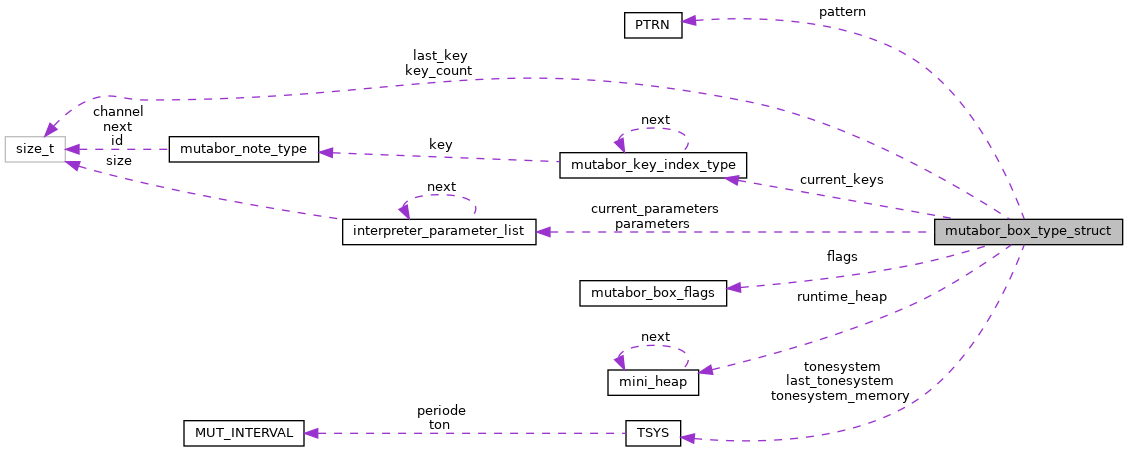 pattern
PTRN
last_key
key_count
channel
next
id
size_t
mutabor_note_type
key
next
mutabor_key_index_type
size
current_keys
next
interpreter_parameter_list
current_parameters
parameters
mutabor_box_type_struct
flags
mutabor_box_flags
runtime_heap
next
mini_heap
tonesystem
last_tonesystem
tonesystem_memory
periode
ton
MUT_INTERVAL
TSYS